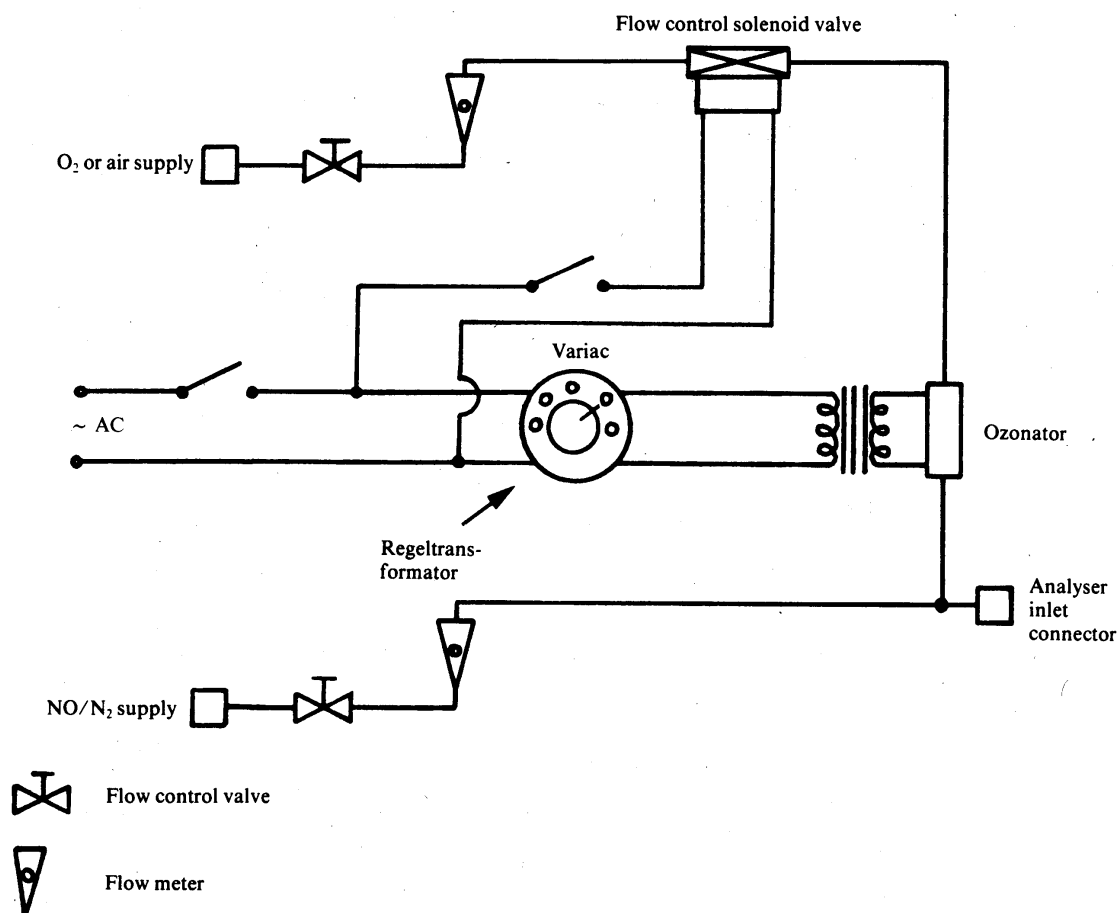 Flow control solenoid valve
O₂ or air supply
Variac
~ AC
Ozonator
Regeltrans-
formator
Analyser
inlet
connector
NO/N₂ supply
Flow control valve
Flow meter